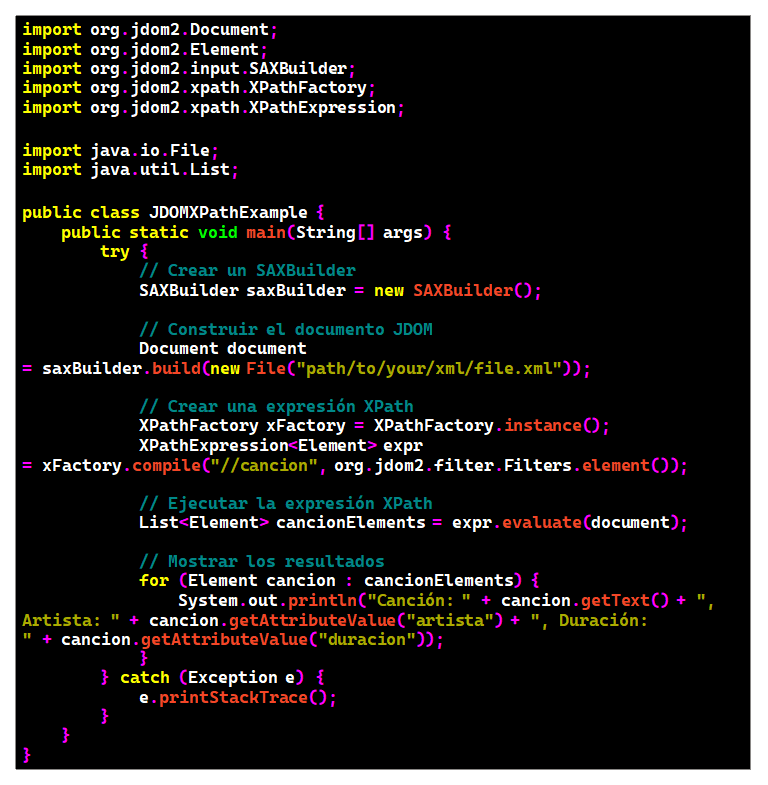 import org.jdom2.Document;
import org.jdom2.Element;
import org.jdom2.input.SAXBuilder;
import org.jdom2.xpath.XPathFactory;
import org.jdom2.xpath.XPathExpression;

import java.io.File;
import java.util.List;

public class JDOMXPathExample {
    public static void main(String[] args) {
        try {
            // Crear un SAXBuilder
            SAXBuilder saxBuilder = new SAXBuilder();

            // Construir el documento JDOM
            Document document
= saxBuilder.build(new File("path/to/your/xml/file.xml"));

            // Crear una expresión XPath
            XPathFactory xFactory = XPathFactory.instance();
            XPathExpression<Element> expr
= xFactory.compile("//cancion", org.jdom2.filter.Filters.element());

            // Ejecutar la expresión XPath
            List<Element> cancionElements = expr.evaluate(document);

            // Mostrar los resultados
            for (Element cancion : cancionElements) {
                System.out.println("Canción: " + cancion.getText() + ",
Artista: " + cancion.getAttributeValue("artista") + ", Duración:
" + cancion.getAttributeValue("duracion"));
            }
        } catch (Exception e) {
            e.printStackTrace();
        }
    }
}